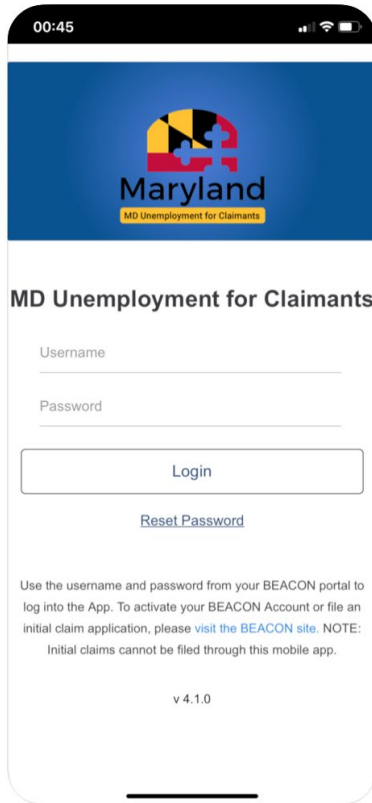 00:45
Maryland
MD Unemployment for Claimants
MD Unemployment for Claimants
Username
Password
Login
Reset Password
Use the username and password from your BEACON portal to
log into the App. To activate your BEACON Account or file an
initial claim application, please visit the BEACON site. NOTE:
Initial claims cannot be filed through this mobile app.
v 4.1.0